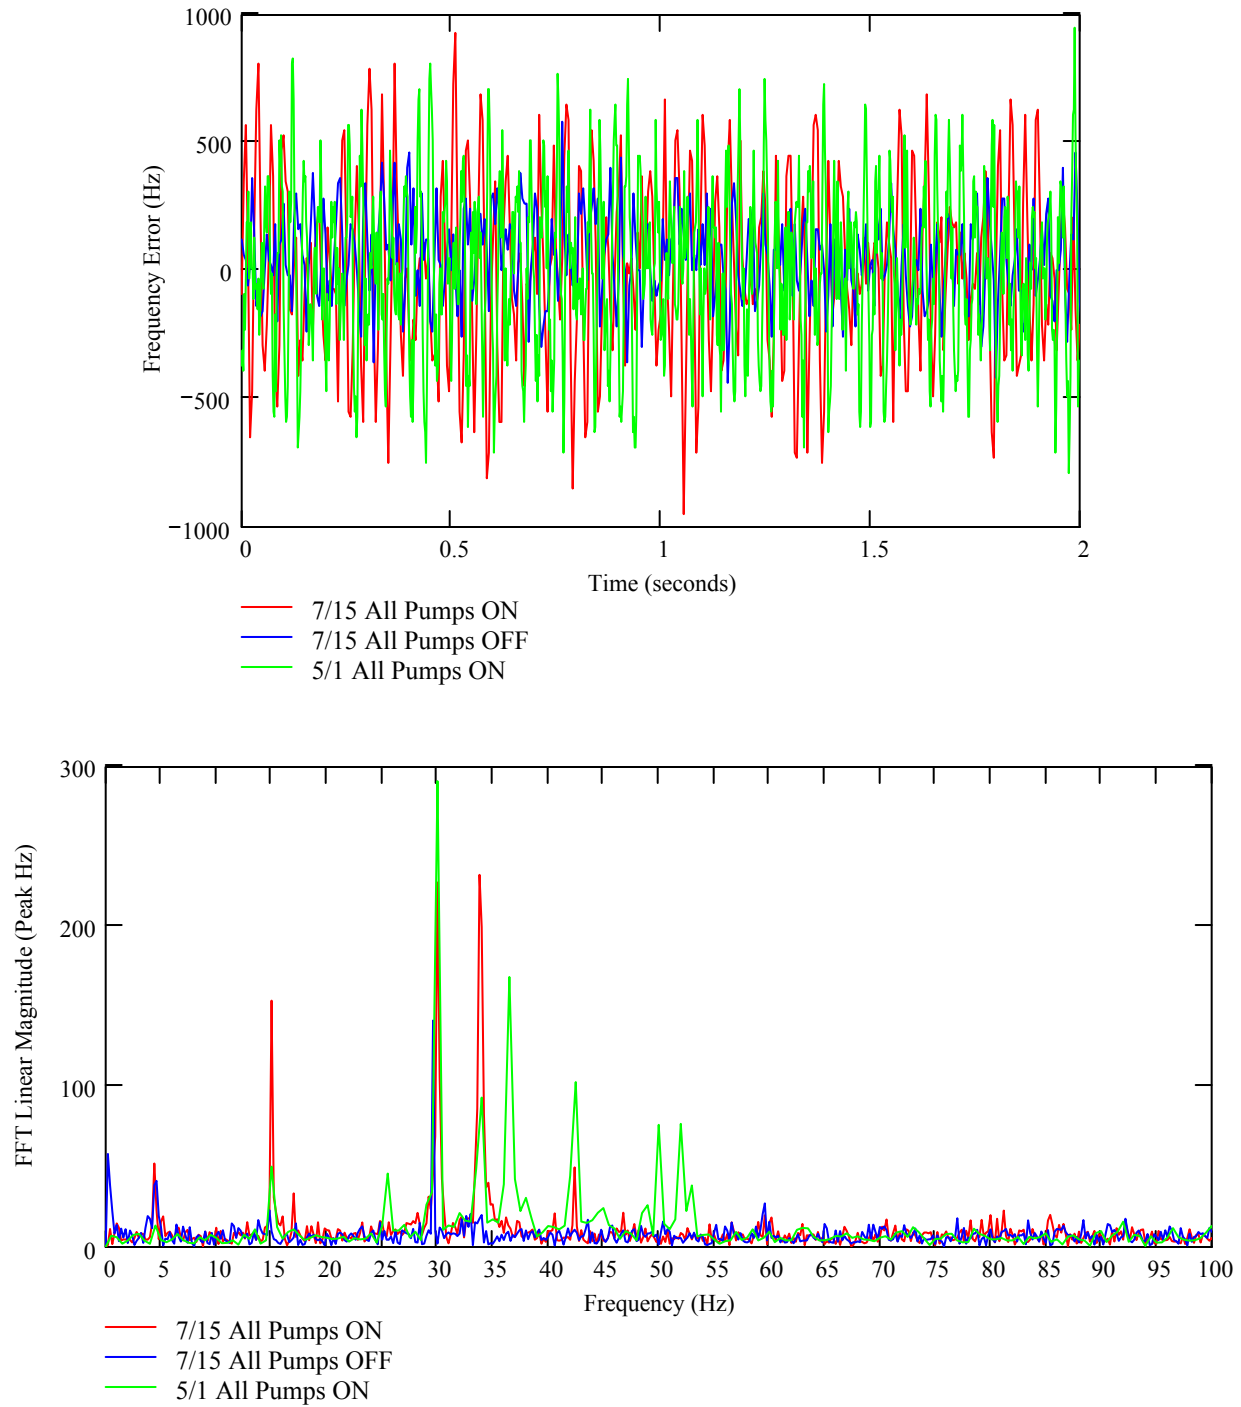 1000
500
0
−500
−1000
Frequency Error (Hz)
0 0.5 1 1.5 2
Time (seconds)
7/15 All Pumps ON
7/15 All Pumps OFF
5/1 All Pumps ON
300
200
100
0
FFT Linear Magnitude (Peak Hz)
0 5 10 15 20 25 30 35 40 45 50 55 60 65 70 75 80 85 90 95 100
Frequency (Hz)
7/15 All Pumps ON
7/15 All Pumps OFF
5/1 All Pumps ON